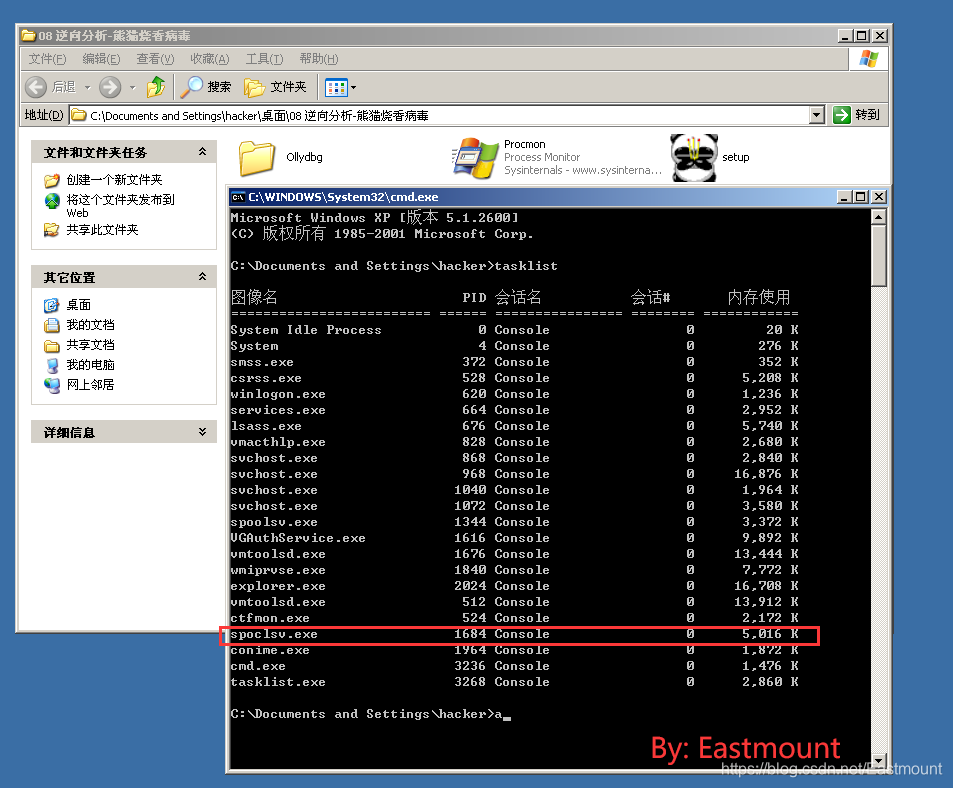 08 逆向分析-熊猫烧香病毒
文件(F) 编辑(E) 查看(V) 收藏(A) 工具(T) 帮助(H)
后退 搜索 文件夹
地址(D) C:\Documents and Settings\hacker\桌面\08 逆向分析-熊猫烧香病毒 转到
文件和文件夹任务
创建一个新文件夹
将这个文件夹发布到
Web
共享此文件夹
其它位置
桌面
我的文档
共享文档
我的电脑
网上邻居
详细信息
Ollydbg
Procmon
Process Monitor
Sysinternals - www.sysinterna...
setup
C:\WINDOWS\System32\cmd.exe
Microsoft Windows XP [版本 5.1.2600]
(C) 版权所有 1985-2001 Microsoft Corp.
C:\Documents and Settings\hacker>tasklist
图像名 PID 会话名 会话# 内存使用
========================= ====== ================ ======== ============
System Idle Process 0 Console 0 20 K
System 4 Console 0 276 K
smss.exe 372 Console 0 352 K
csrss.exe 528 Console 0 5,208 K
winlogon.exe 620 Console 0 1,236 K
services.exe 664 Console 0 2,952 K
lsass.exe 676 Console 0 5,740 K
vmacthlp.exe 828 Console 0 2,680 K
svchost.exe 868 Console 0 2,840 K
svchost.exe 968 Console 0 16,876 K
svchost.exe 1040 Console 0 1,964 K
svchost.exe 1072 Console 0 3,580 K
spoolsv.exe 1344 Console 0 3,372 K
VGAuthService.exe 1616 Console 0 9,892 K
vmtoolsd.exe 1676 Console 0 13,444 K
wmiprvse.exe 1840 Console 0 7,772 K
explorer.exe 2024 Console 0 16,708 K
vmtoolsd.exe 512 Console 0 13,912 K
ctfmon.exe 524 Console 0 2,172 K
spoclsv.exe 1684 Console 0 5,016 K
conime.exe 1964 Console 0 1,872 K
cmd.exe 3236 Console 0 1,476 K
tasklist.exe 3268 Console 0 2,860 K
C:\Documents and Settings\hacker>a_
By: Eastmount
https://blog.csdn.net/Eastmount